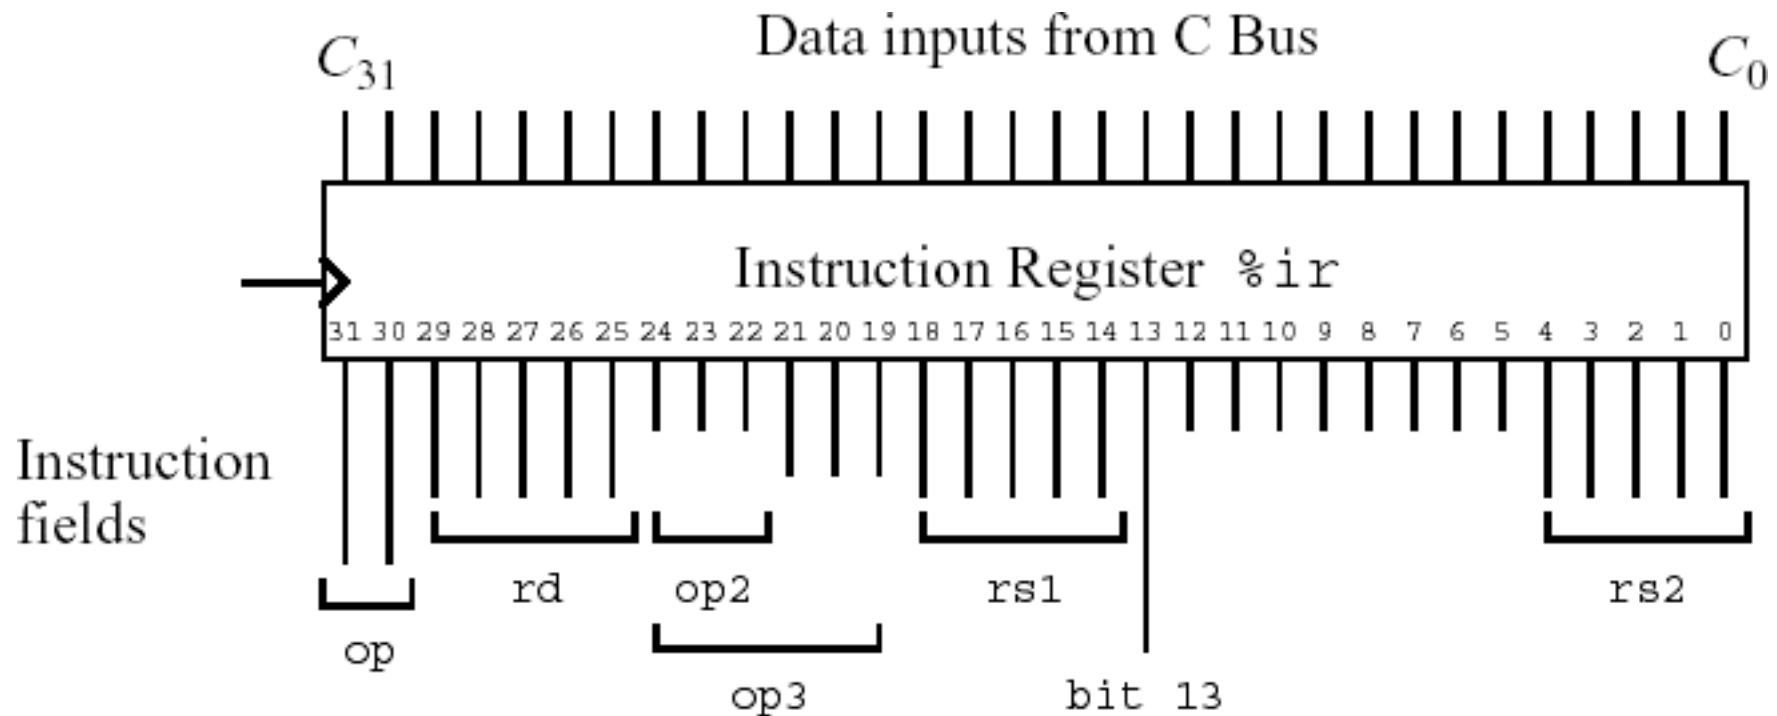 Data inputs from C Bus
C31 C0
Instruction Register %ir
31 30 29 28 27 26 25 24 23 22 21 20 19 18 17 16 15 14 13 12 11 10 9 8 7 6 5 4 3 2 1 0
Instruction
fields
rd op2 rs1 rs2
op
op3 bit 13